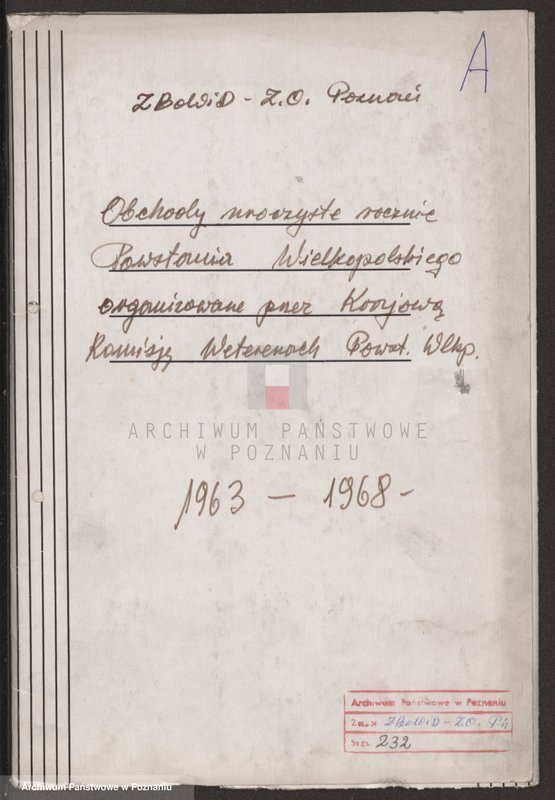 A
ZBoWiD - Z.O. Poznań
Obchody uroczyste rocznic
Powstania Wielkopolskiego
organizowane przez Krajową
Komisję Weteranów Powst. Wlkp.
ARCHIWUM PAŃSTWOWE
W POZNANIU
1963 - 1968 -
Archiwum Państwowe w Poznaniu
ZBoWiD - Z.O. P-ń
232
Archiwum Państwowe w Poznaniu